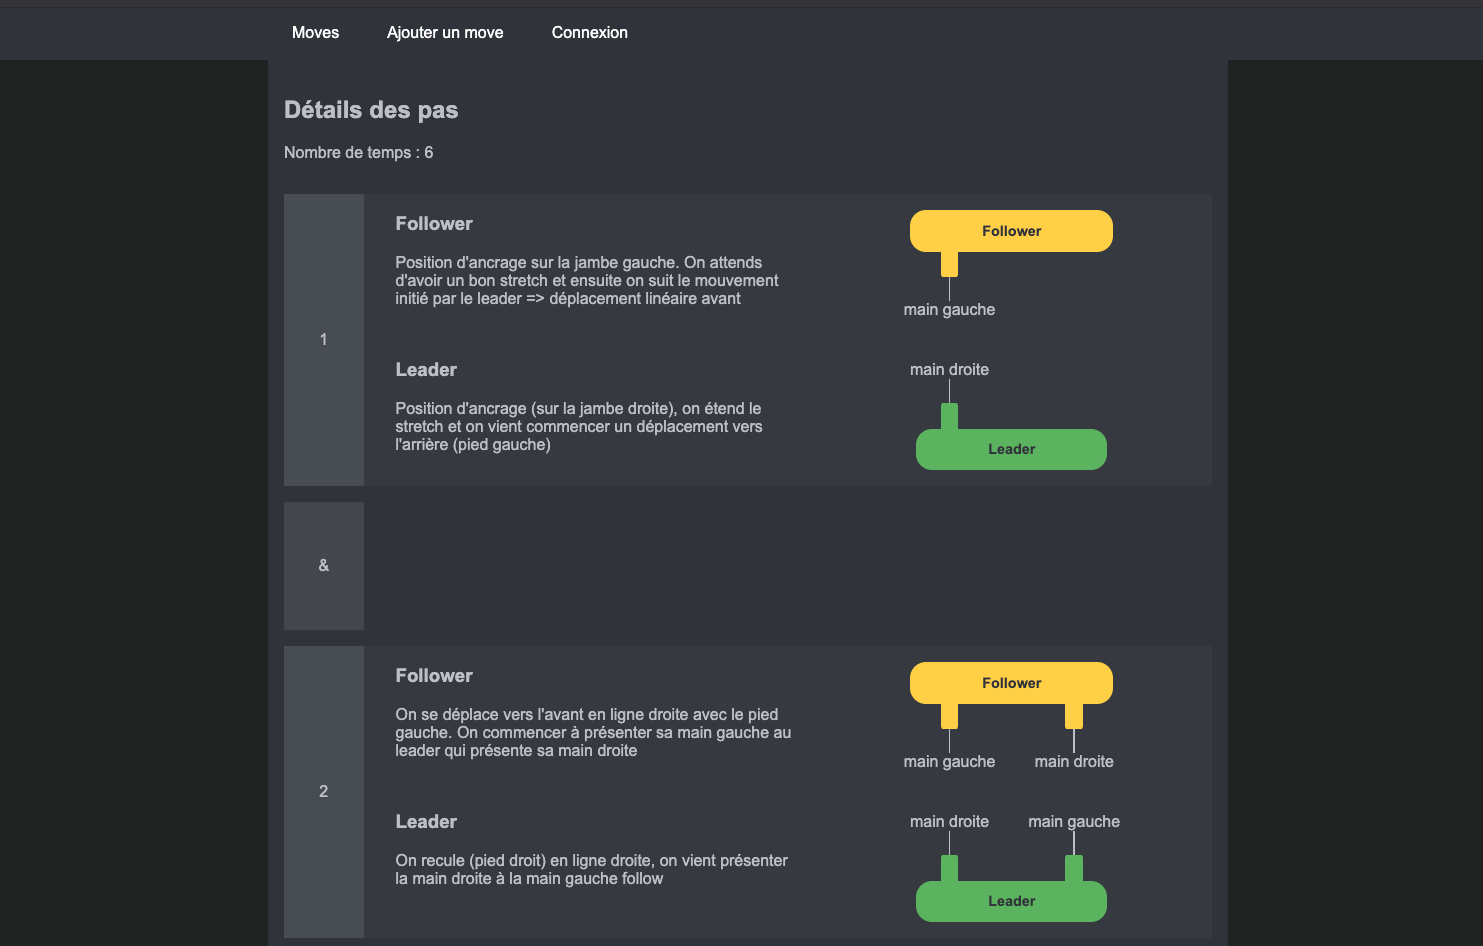 Moves Ajouter un move Connexion
Détails des pas
Nombre de temps : 6
1
Follower
Position d'ancrage sur la jambe gauche. On attends
d'avoir un bon stretch et ensuite on suit le mouvement
initié par le leader => déplacement linéaire avant
Follower
main gauche
Leader
Position d'ancrage (sur la jambe droite), on étend le
stretch et on vient commencer un déplacement vers
l'arrière (pied gauche)
main droite
Leader
&
2
Follower
On se déplace vers l'avant en ligne droite avec le pied
gauche. On commencer à présenter sa main gauche au
leader qui présente sa main droite
Follower
main gauche main droite
Leader
On recule (pied droit) en ligne droite, on vient présenter
la main droite à la main gauche follow
main droite main gauche
Leader